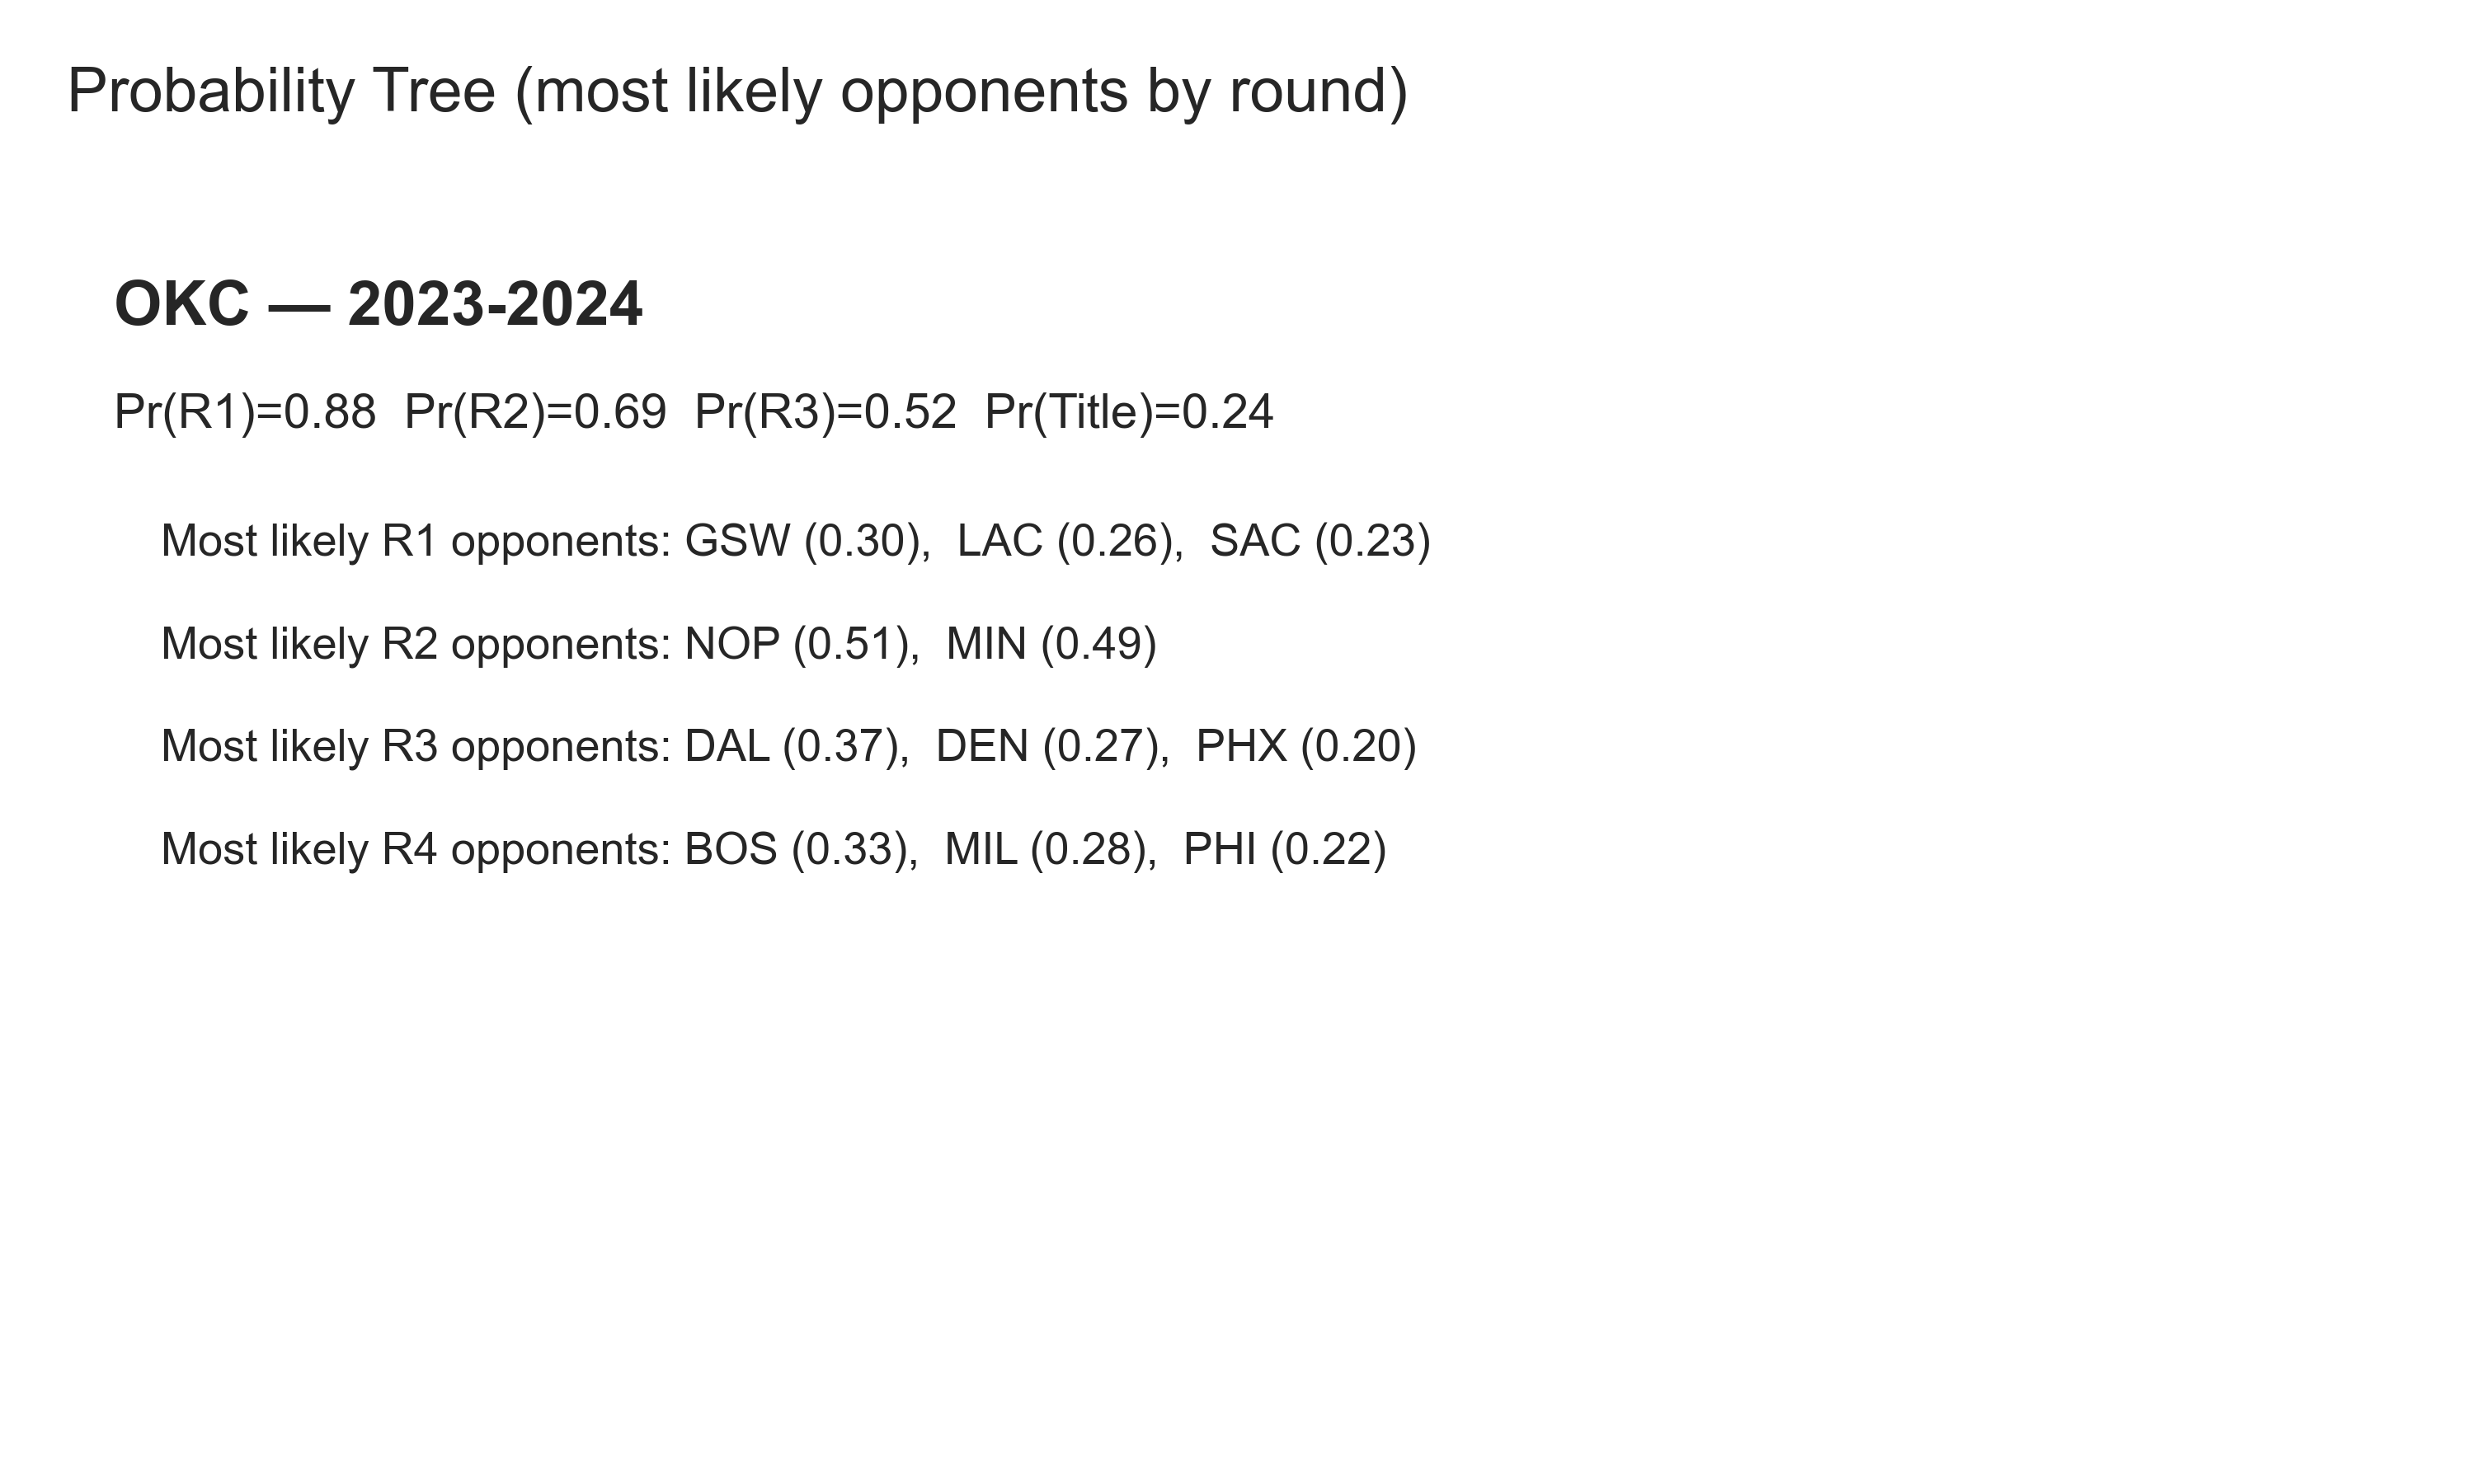 Probability Tree (most likely opponents by round)
OKC — 2023-2024
Pr(R1)=0.88  Pr(R2)=0.69  Pr(R3)=0.52  Pr(Title)=0.24
Most likely R1 opponents: GSW (0.30),  LAC (0.26),  SAC (0.23)
Most likely R2 opponents: NOP (0.51),  MIN (0.49)
Most likely R3 opponents: DAL (0.37),  DEN (0.27),  PHX (0.20)
Most likely R4 opponents: BOS (0.33),  MIL (0.28),  PHI (0.22)